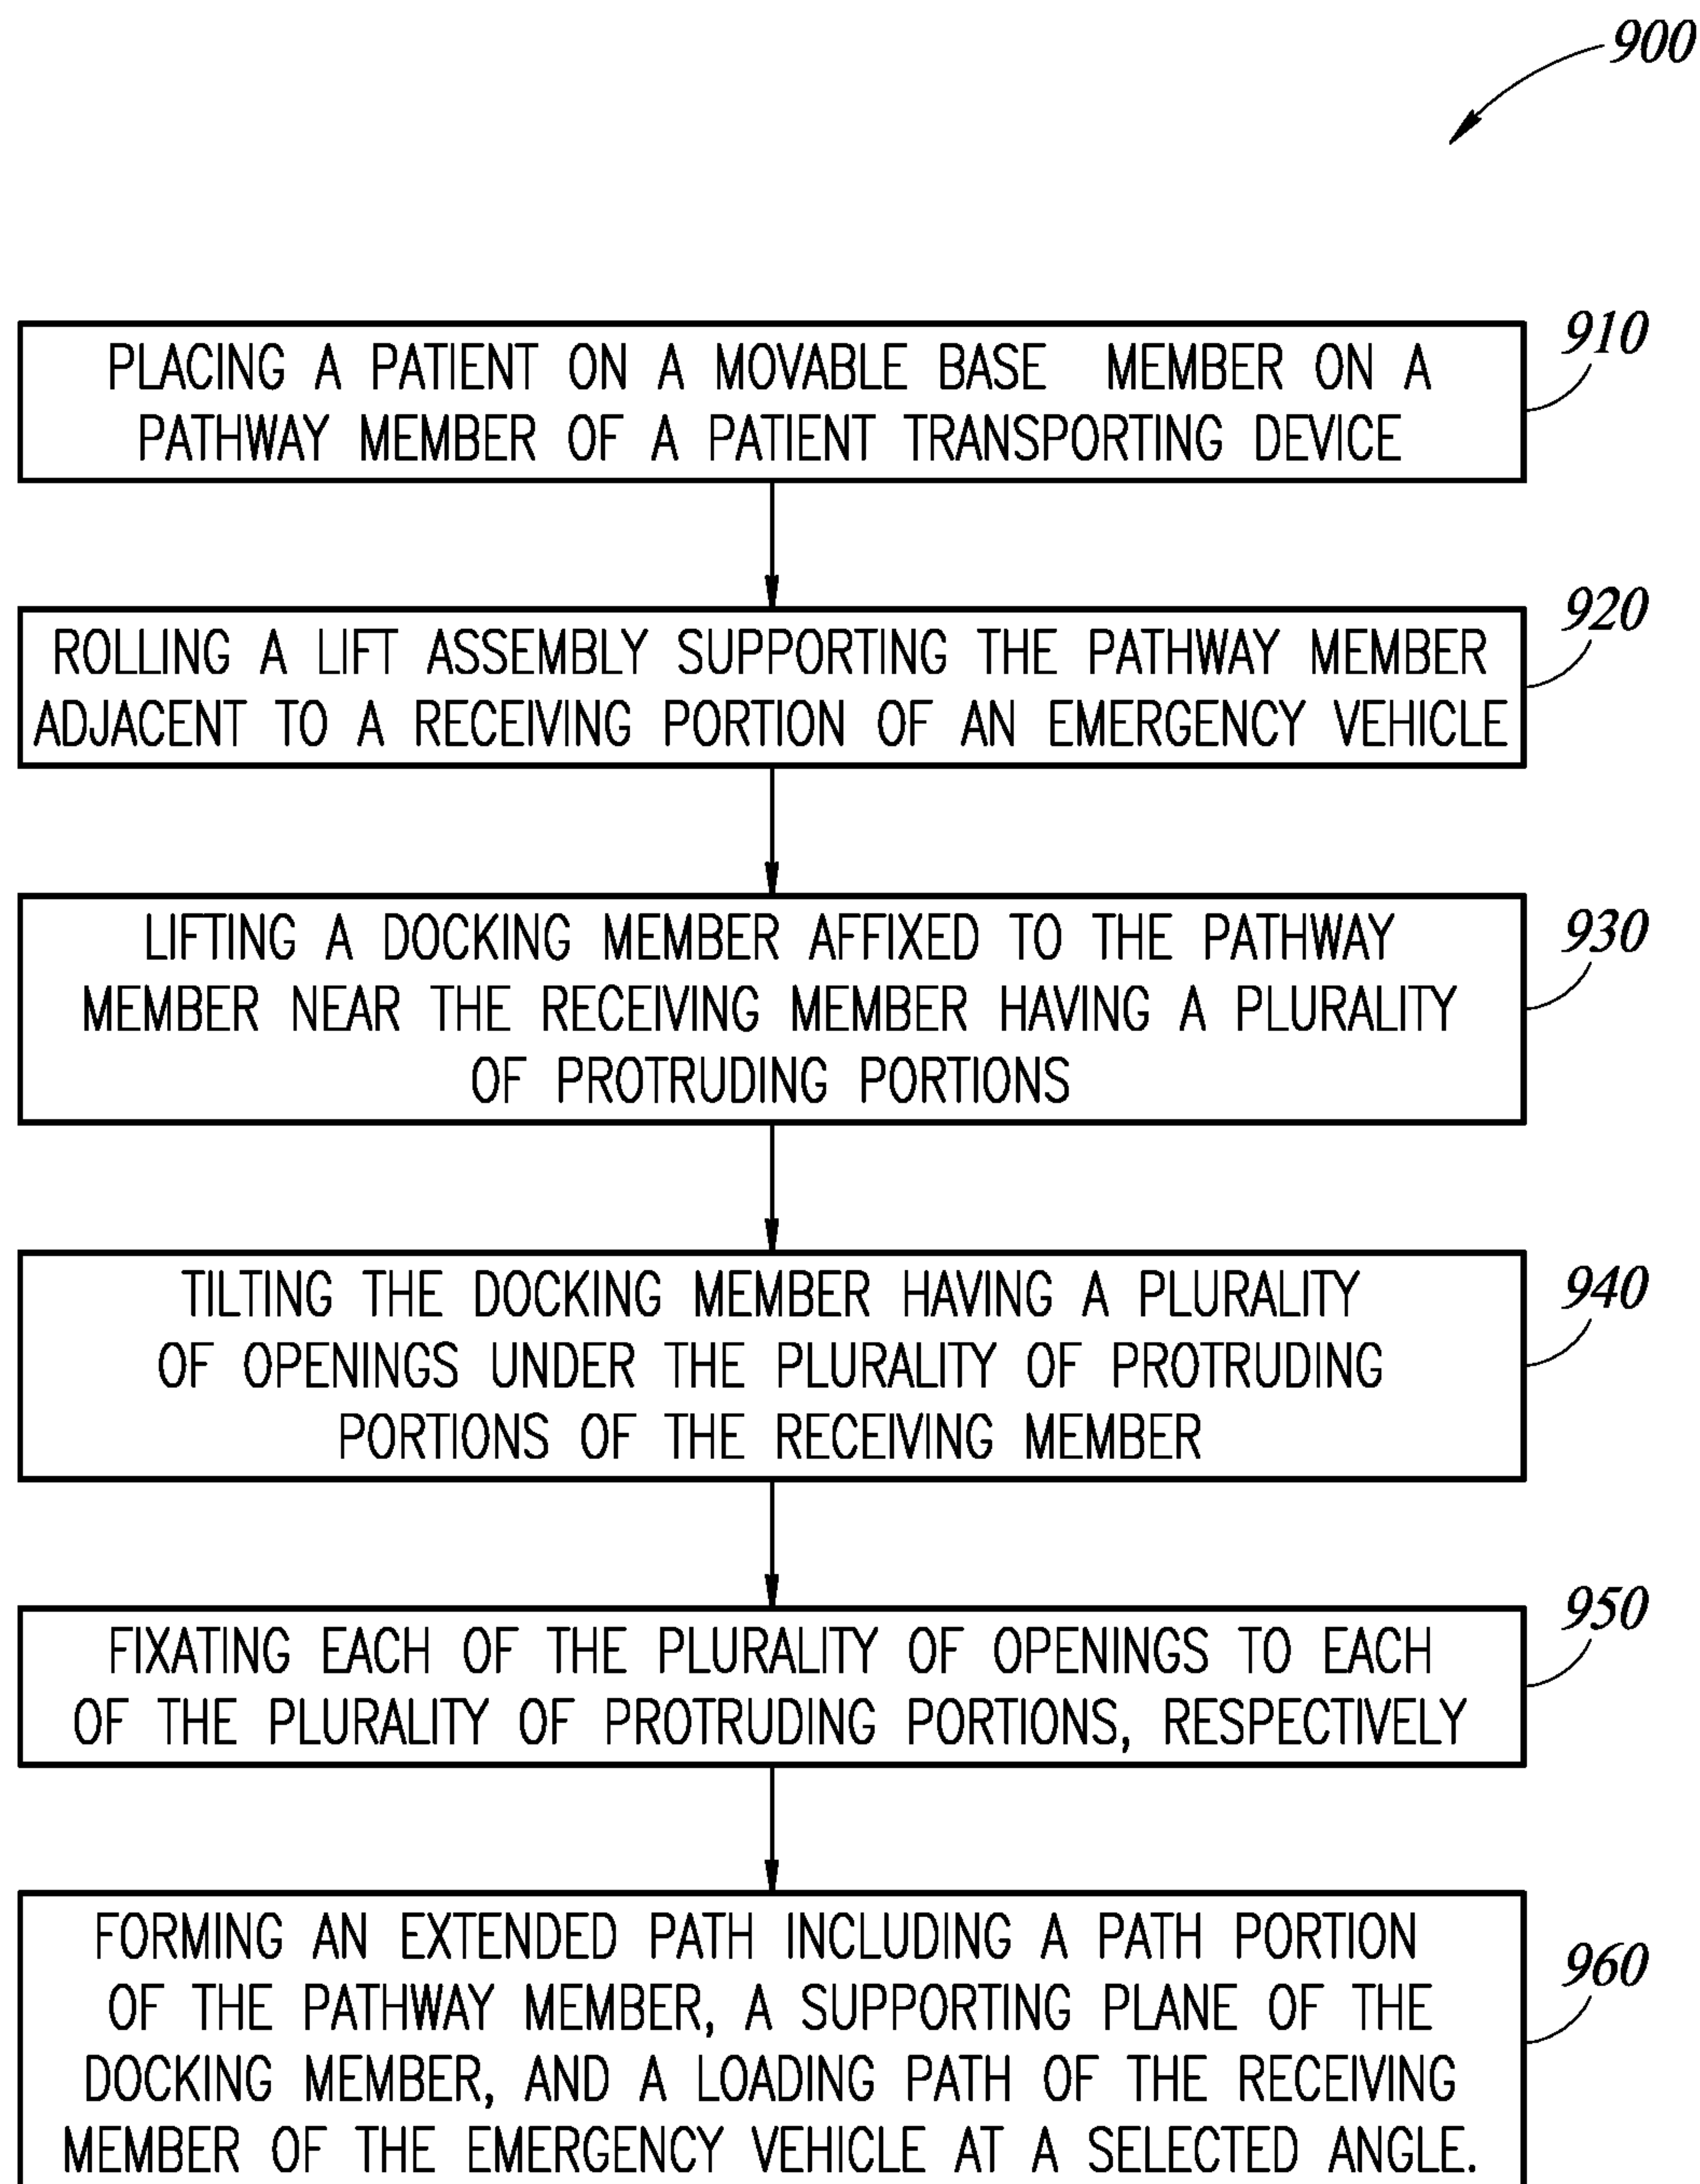 900
910
PLACING A PATIENT ON A MOVABLE BASE MEMBER ON A
PATHWAY MEMBER OF A PATIENT TRANSPORTING DEVICE
920
ROLLING A LIFT ASSEMBLY SUPPORTING THE PATHWAY MEMBER
ADJACENT TO A RECEIVING PORTION OF AN EMERGENCY VEHICLE
930
LIFTING A DOCKING MEMBER AFFIXED TO THE PATHWAY
MEMBER NEAR THE RECEIVING MEMBER HAVING A PLURALITY
OF PROTRUDING PORTIONS
940
TILTING THE DOCKING MEMBER HAVING A PLURALITY
OF OPENINGS UNDER THE PLURALITY OF PROTRUDING
PORTIONS OF THE RECEIVING MEMBER
950
FIXATING EACH OF THE PLURALITY OF OPENINGS TO EACH
OF THE PLURALITY OF PROTRUDING PORTIONS, RESPECTIVELY
960
FORMING AN EXTENDED PATH INCLUDING A PATH PORTION
OF THE PATHWAY MEMBER, A SUPPORTING PLANE OF THE
DOCKING MEMBER, AND A LOADING PATH OF THE RECEIVING
MEMBER OF THE EMERGENCY VEHICLE AT A SELECTED ANGLE.